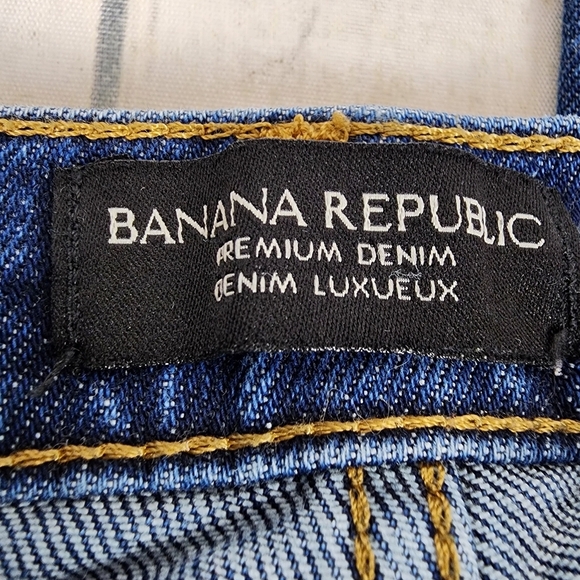 BANANA REPUBLIC
PREMIUM DENIM
DENIM LUXUEUX